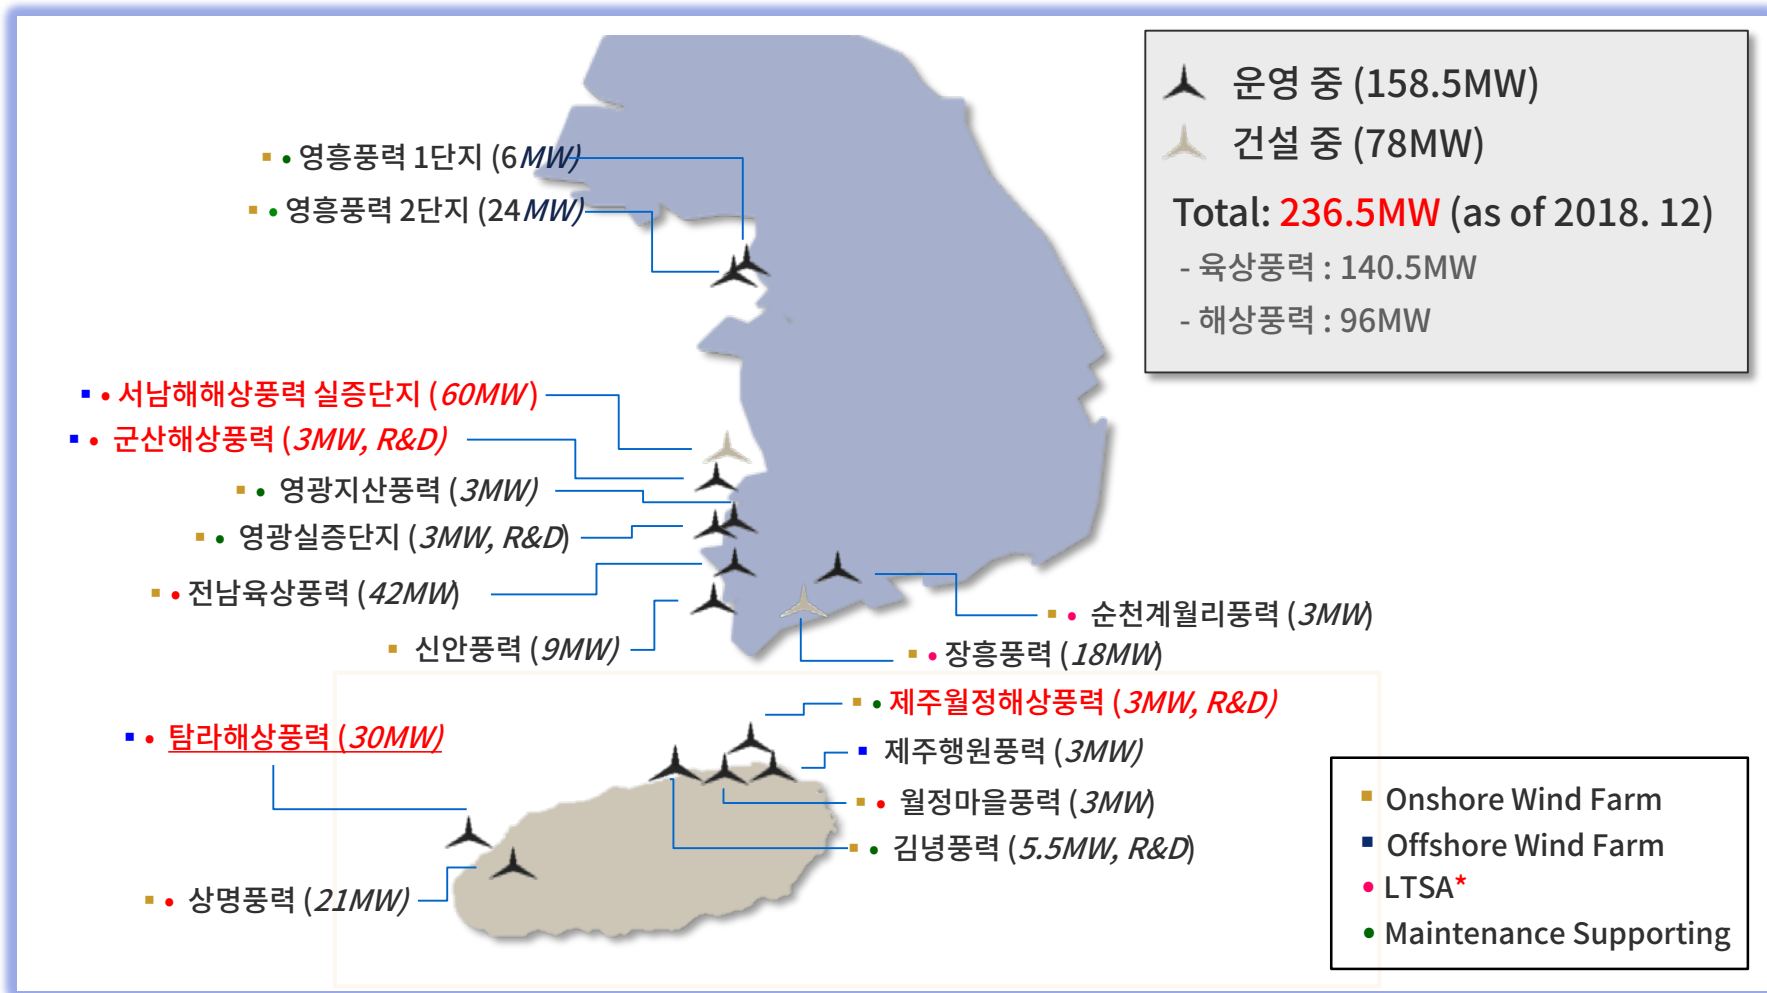 운영 중 (158.5MW)
건설 중 (78MW)
Total: 236.5MW (as of 2018. 12)
- 육상풍력 : 140.5MW
- 해상풍력 : 96MW
영흥풍력 1단지 (6MW)
영흥풍력 2단지 (24MW)
서남해해상풍력 실증단지 (60MW)
군산해상풍력 (3MW, R&D)
영광지산풍력 (3MW)
영광실증단지 (3MW, R&D)
전남육상풍력 (42MW)
신안풍력 (9MW)
순천계월리풍력 (3MW)
장흥풍력 (18MW)
제주월정해상풍력 (3MW, R&D)
탐라해상풍력 (30MW)
제주행원풍력 (3MW)
월정마을풍력 (3MW)
김녕풍력 (5.5MW, R&D)
상명풍력 (21MW)
Onshore Wind Farm
Offshore Wind Farm
LTSA*
Maintenance Supporting